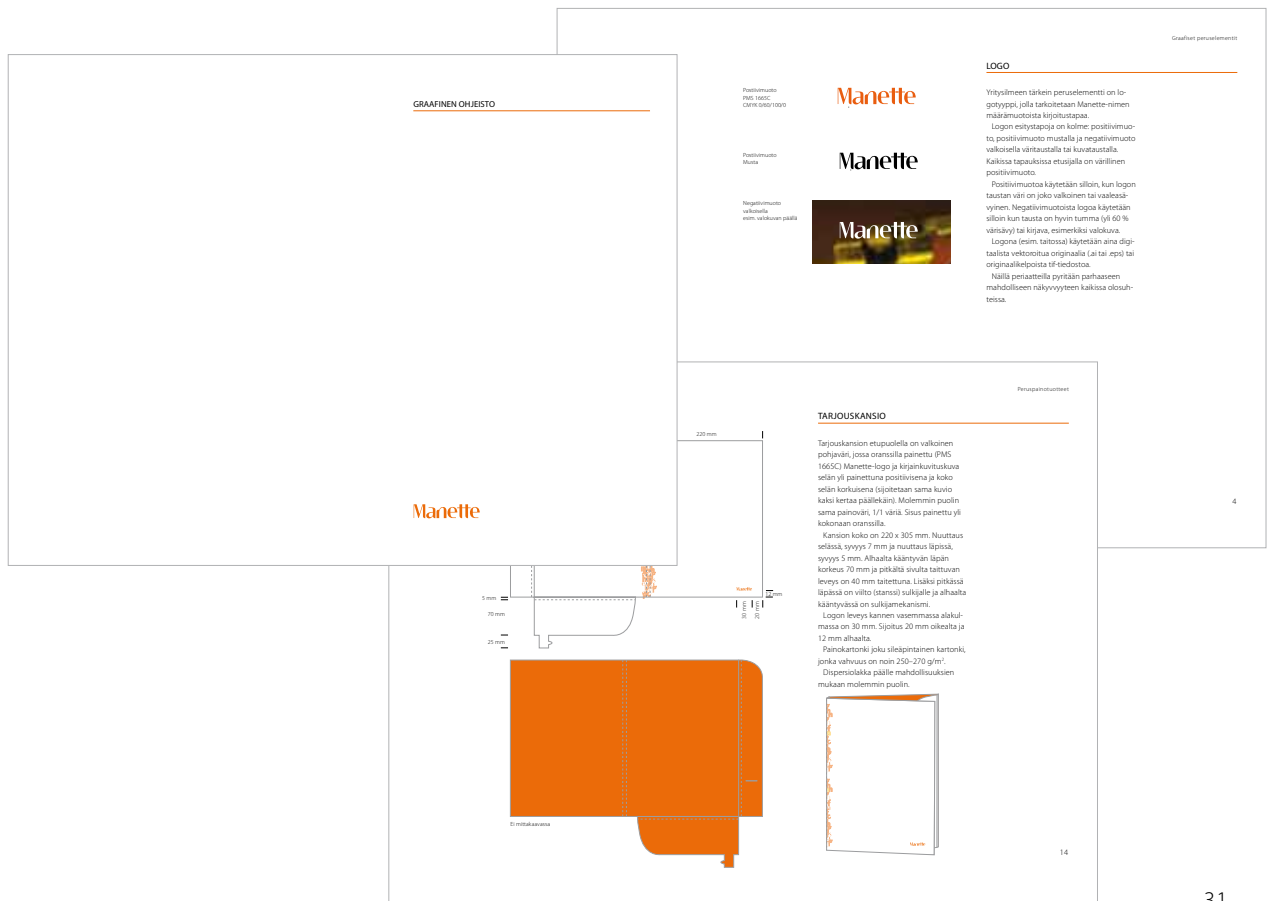 GRAAFINEN OHJEISTO
Manette
Graafiset peruselementit
LOGO
Positiivimuoto
PMS 1665C
CMYK 0/60/100/0
Manette
Positiivimuoto
Musta
Manette
Negatiivimuoto
valkoisella
esim. valokuvan päällä
Manette
Yritysilmeen tärkein peruselementti on lo-
gotyyppi, jolla tarkoitetaan Manette-nimen
määrämuotoista kirjoitustapaa.
Logon esitystapoja on kolme: positiivimuo-
to, positiivimuoto mustalla ja negatiivimuoto
valkoisella väritaustalla tai kuvataustalla.
Kaikissa tapauksissa etusijalla on värillinen
positiivimuoto.
Positiivimuotoa käytetään silloin, kun logon
taustan väri on joko valkoinen tai vaaleasä-
vyinen. Negatiivimuotoista logoa käytetään
silloin kun tausta on hyvin tumma (yli 60 %
värisävy) tai kirjava, esimerkiksi valokuva.
Logona (esim. taitossa) käytetään aina digi-
taalista vektoroitua originaalia (.ai tai .eps) tai
originaalikelpoista tif-tiedostoa.
Näillä periaatteilla pyritään parhaaseen
mahdolliseen näkyvvyyteen kaikissa olosuh-
teissa.
4
Peruspainotuotteet
TARJOUSKANSIO
Tarjouskansion etupuolella on valkoinen
pohjaväri, jossa oranssilla painettu (PMS
1665C) Manette-logo ja kirjainkuvituskuva
selän yli painettuna positiivisena ja koko
selän korkuisena (sijoitetaan sama kuvio
kaksi kertaa päällekäin). Molemmin puolin
sama painoväri, 1/1 väriä. Sisus painettu yli
kokonaan oranssilla.
Kansion koko on 220 x 305 mm. Nuuttaus
selässä, syvyys 7 mm ja nuuttaus läpissä,
syvyys 5 mm. Alhaalta kääntyvän läpän
korkeus 70 mm ja pitkältä sivulta taittuvan
leveys on 40 mm taitettuna. Lisäksi pitkässä
läpässä on viilto (stanssi) sulkijalle ja alhaalta
kääntyvässä on sulkijamekanismi.
Logon leveys kannen vasemmassa alakul-
massa on 30 mm. Sijoitus 20 mm oikealta ja
12 mm alhaalta.
Painokartonki joku sileäpintainen kartonki,
jonka vahvuus on noin 250–270 g/m².
Dispersiolakka päälle mahdollisuuksien
mukaan molemmin puolin.
220 mm
Manette
5 mm
70 mm
25 mm
30 mm
20 mm
Ei mittakaavassa
Manette
14
31